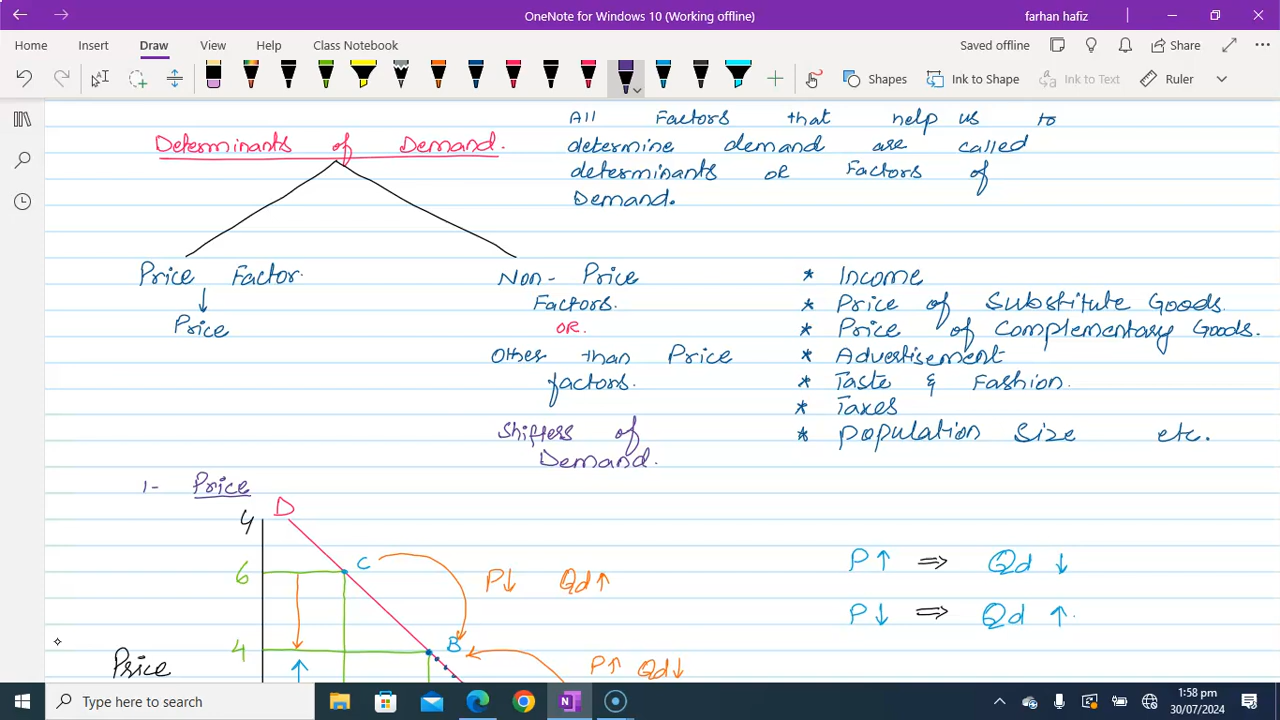 OneNote for Windows 10 (Working offline)
farhan hafiz
Home Insert Draw View Help Class Notebook
Saved offline
Share
Shapes
Ink to Shape
Ink to Text
Ruler
All Factors that help us to
determine demand are called
determinants or Factors of
Demand.
Determinants of Demand.
Price Factor.
Price
Non-Price
Factors.
OR.
Other than Price
factors.
Shifters of
Demand.
* Income
* Price of Substitute Goods.
* Price of Complementary Goods.
* Advertisement
* Taste & Fashion.
* Taxes
* Population Size etc.
1- Price
y
D
6
C
P↓ Qd↑
4
B
P↑ Qd↓
Price
P↑ ⇒ Qd ↓
P↓ ⇒ Qd ↑.
Type here to search
1:58 pm
30/07/2024